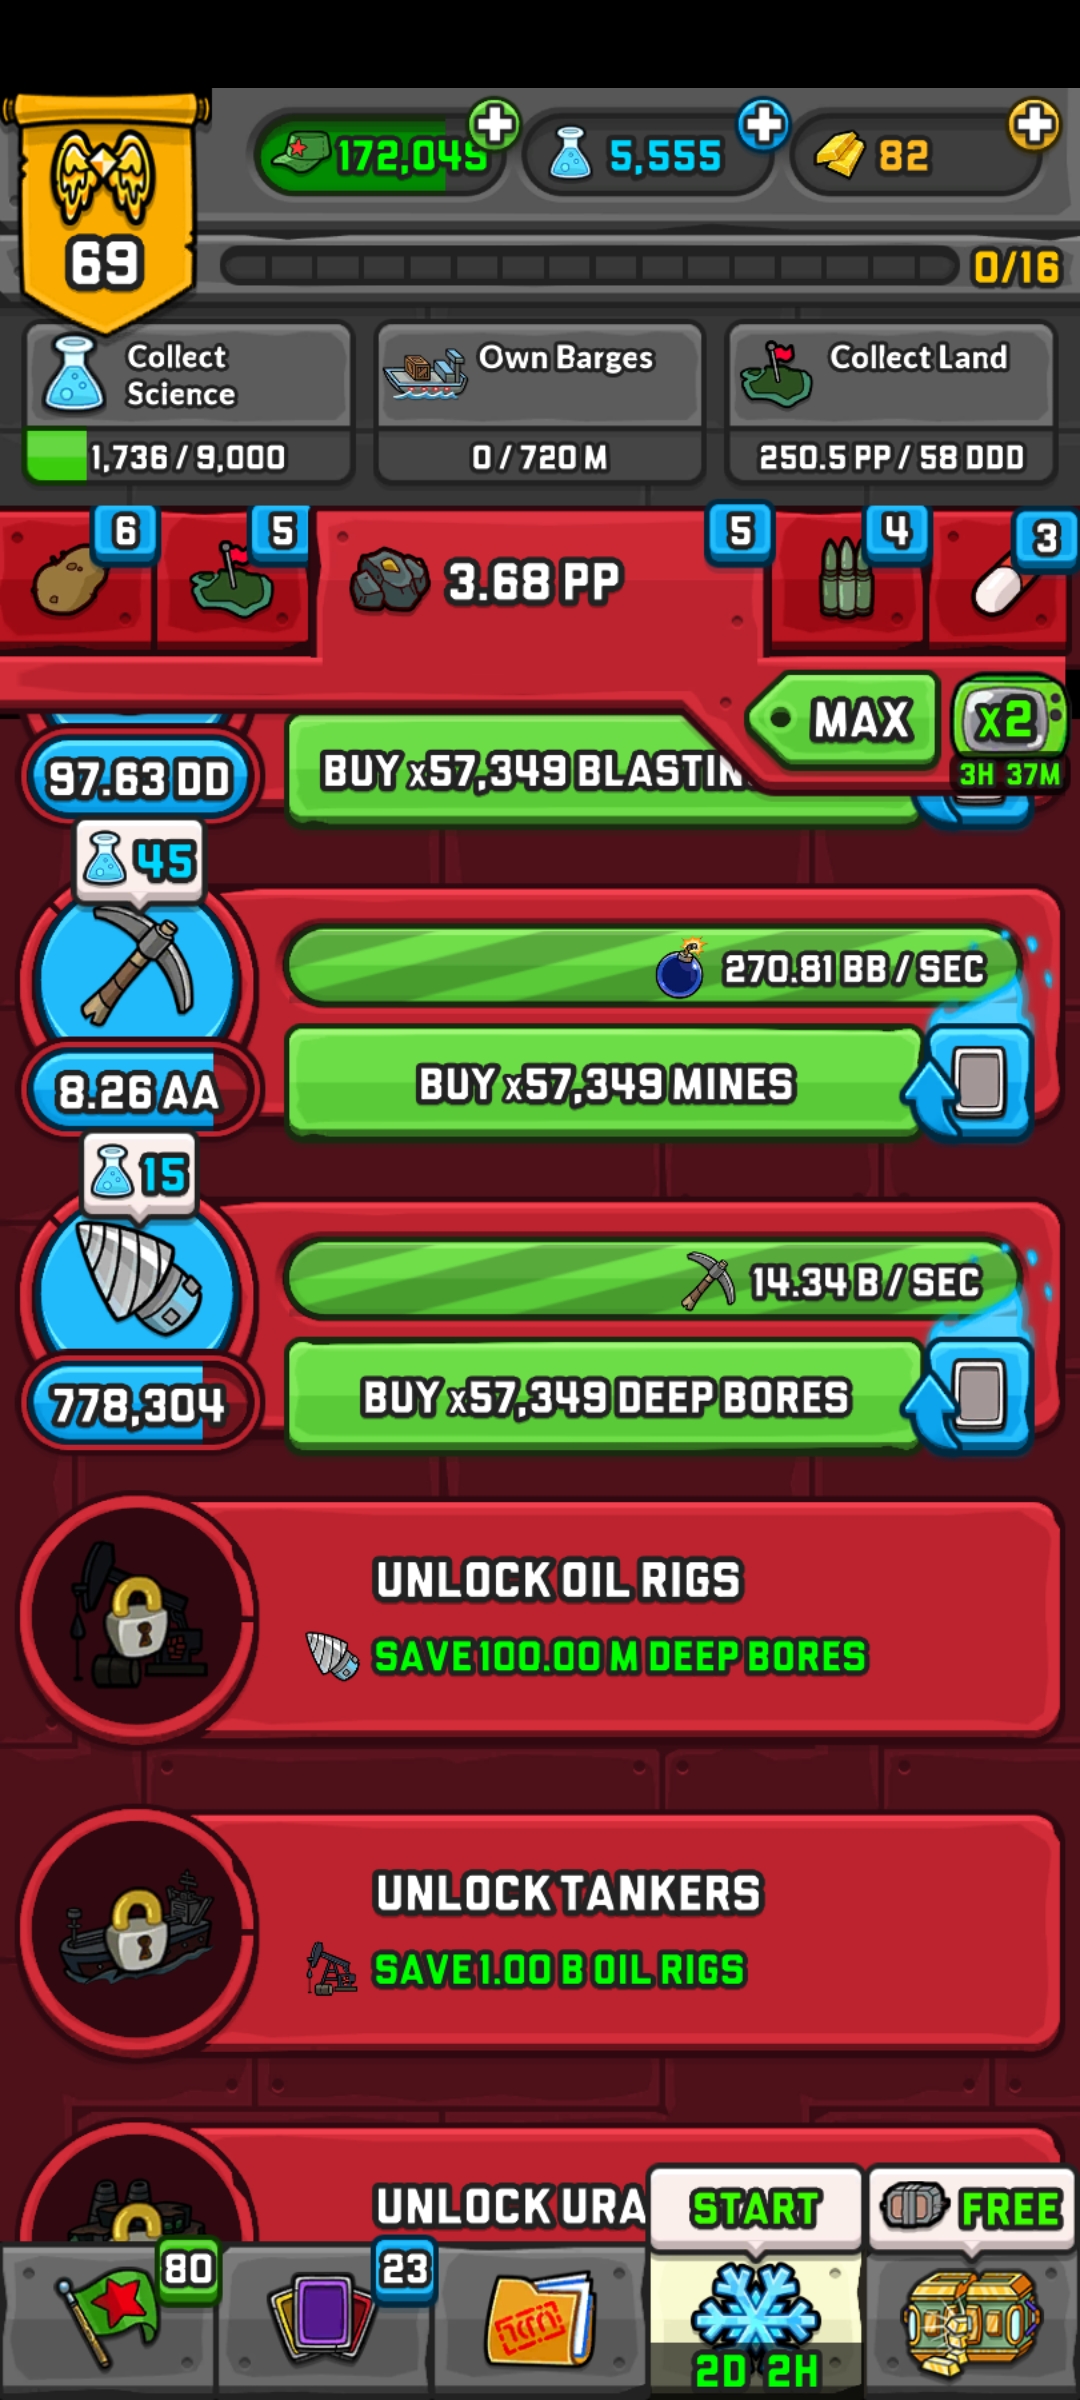 172,049
5,555
82
69
0/16
Collect
Science
Own Barges
Collect Land
1,736 / 9,000
0 / 720 M
250.5 PP / 58 DDD
6
5
3.68 PP
5
4
3
MAX
x2
3H 37M
97.63 DD
BUY x57,349 BLASTIN
45
270.81 BB / SEC
8.26 AA
BUY x57,349 MINES
15
14.34 B / SEC
778,304
BUY x57,349 DEEP BORES
UNLOCK OIL RIGS
SAVE 100.00 M DEEP BORES
UNLOCK TANKERS
SAVE 1.00 B OIL RIGS
UNLOCK URA
START
FREE
80
23
2D 2H